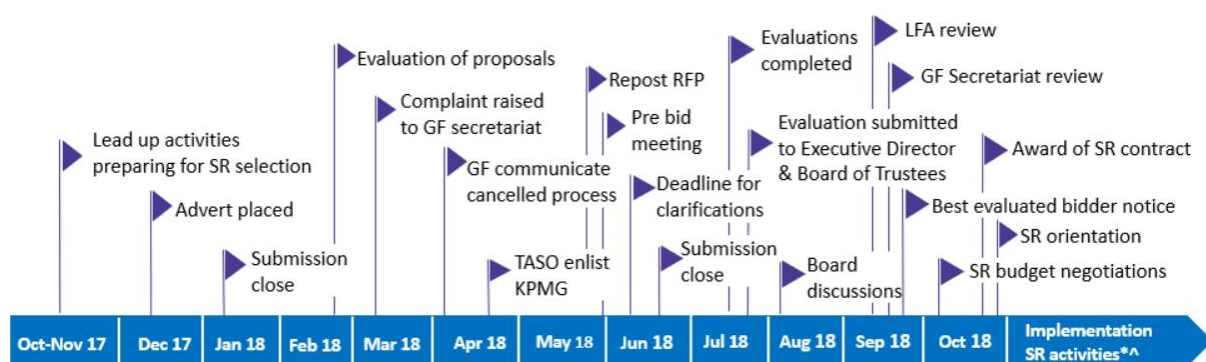 Lead up activities
preparing for SR selection
Advert placed
Submission
close
Evaluation of proposals
Complaint raised
to GF secretariat
GF communicate
cancelled process
TASO enlist
KPMG
Repost RFP
Pre bid
meeting
Deadline for
clarifications
Submission
close
Evaluations
completed
Evaluation submitted
to Executive Director
& Board of Trustees
Board
discussions
LFA review
GF Secretariat review
Best evaluated bidder notice
SR budget negotiations
Award of SR contract
SR orientation
Oct-Nov 17
Dec 17
Jan 18
Feb 18
Mar 18
Apr 18
May 18
Jun 18
Jul 18
Aug 18
Sep 18
Oct 18
Implementation
SR activities*^